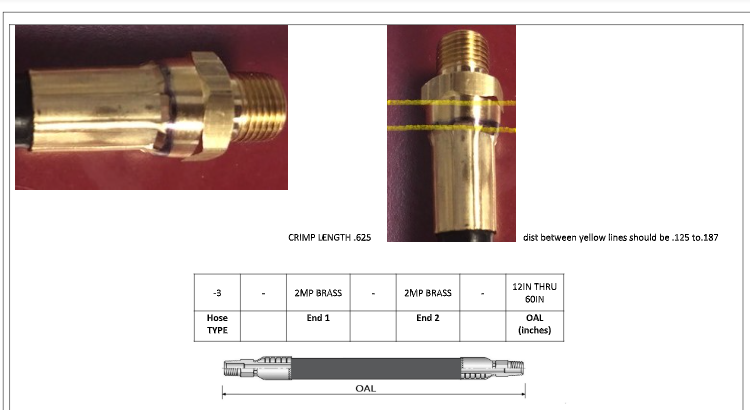 CRIMP LENGTH .625
dist between yellow lines should be .125 to.187
-3 - 2MP BRASS - 2MP BRASS - 12IN THRU
60IN
Hose
TYPE
End 1
End 2
OAL
(inches)
OAL